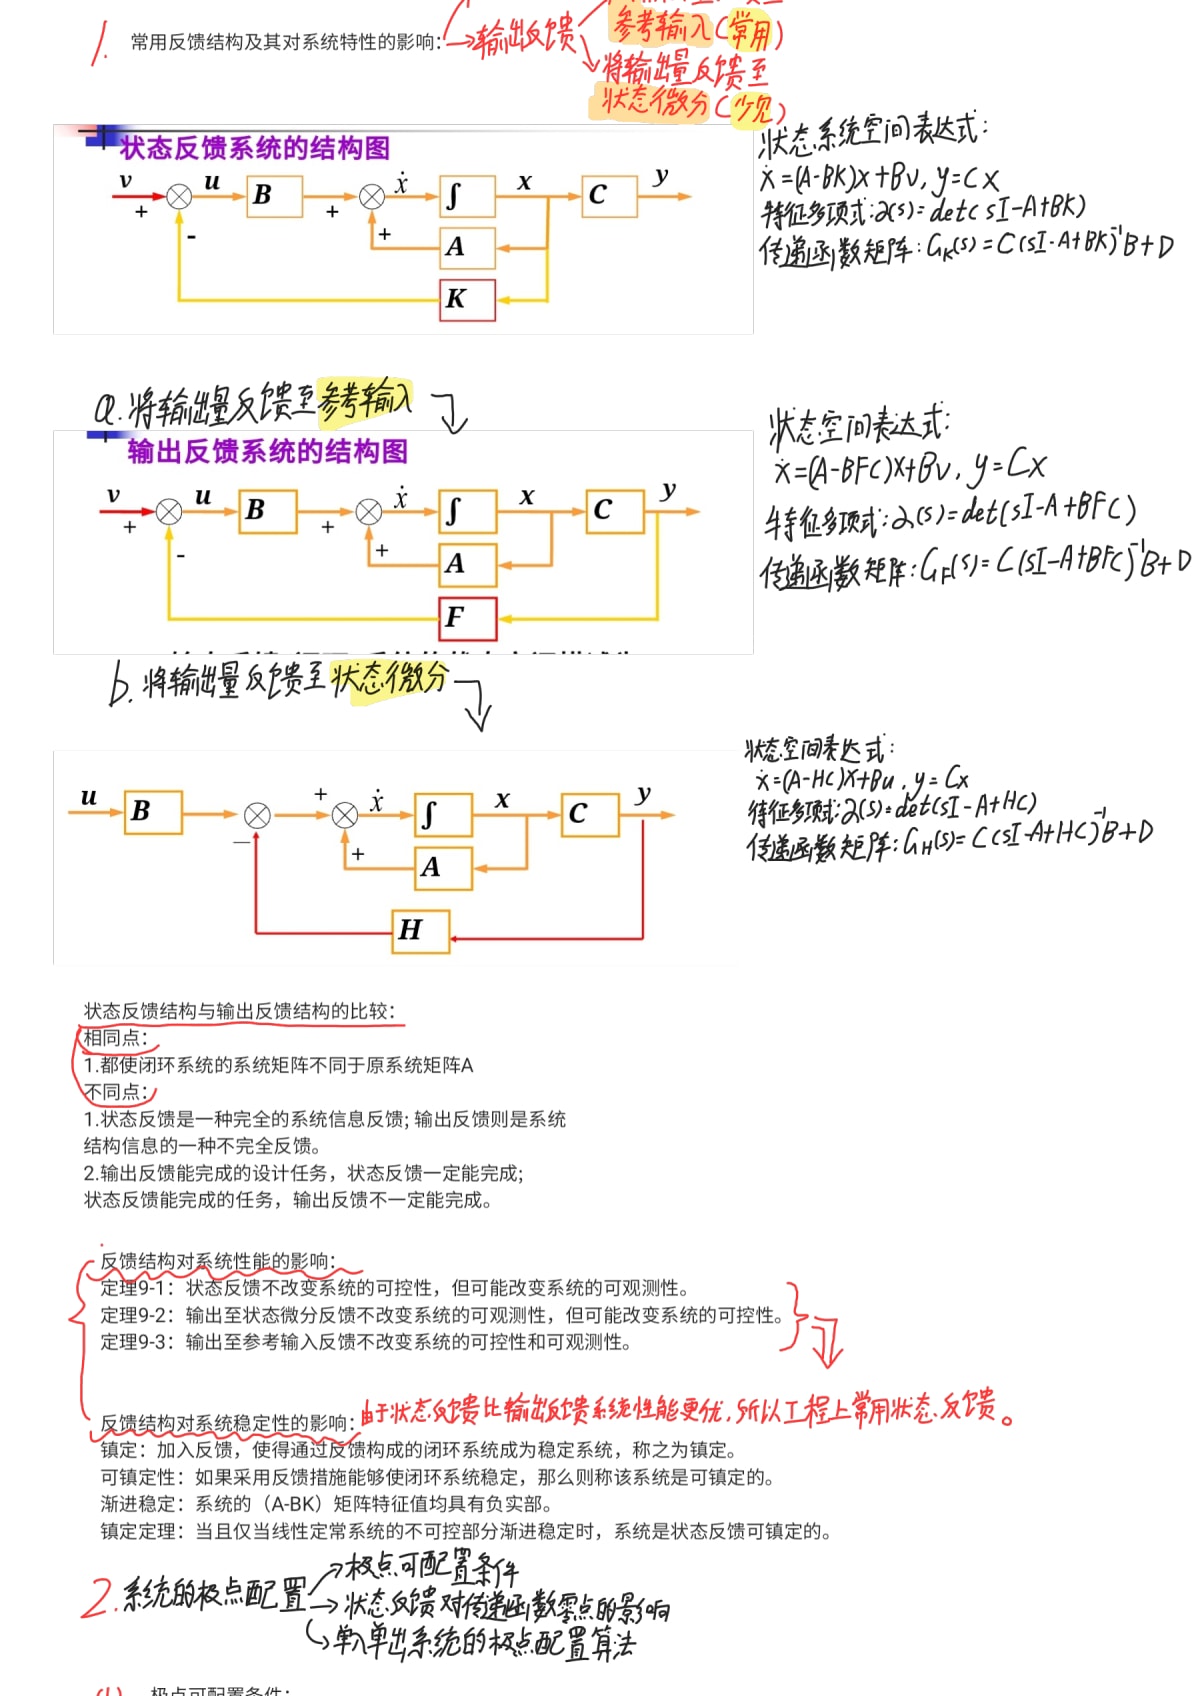 1. 常用反馈结构及其对系统特性的影响：
→输出反馈
参考输入(常用)
将输出量反馈至
状态微分(少见)
状态反馈系统的结构图
v + - u B + + ẋ ∫ A K x C y
状态系统空间表达式：
ẋ=(A-BK)x+Bv, y=Cx
特征多项式:α(s)=det(sI-A+BK)
传递函数矩阵:G_K(s)=C(sI-A+BK)⁻¹B+D
a.将输出量反馈至参考输入
输出反馈系统的结构图
v + - u B + + ẋ ∫ A F x C y
状态空间表达式：
ẋ=(A-BFC)x+Bv, y=Cx
特征多项式:α(s)=det(sI-A+BFC)
传递函数矩阵:G_F(s)=C(sI-A+BFC)⁻¹B+D
b.将输出量反馈至状态微分
u B — + + ẋ ∫ A H x C y
状态空间表达式：
ẋ=(A-HC)x+Bu, y=Cx
特征多项式:α(s)=det(sI-A+HC)
传递函数矩阵:G_H(s)=C(sI-A+HC)⁻¹B+D
状态反馈结构与输出反馈结构的比较：
相同点：
1.都使闭环系统的系统矩阵不同于原系统矩阵A
不同点：
1.状态反馈是一种完全的系统信息反馈; 输出反馈则是系统
结构信息的一种不完全反馈。
2.输出反馈能完成的设计任务，状态反馈一定能完成;
状态反馈能完成的任务，输出反馈不一定能完成。
反馈结构对系统性能的影响：
定理9-1：状态反馈不改变系统的可控性，但可能改变系统的可观测性。
定理9-2：输出至状态微分反馈不改变系统的可观测性，但可能改变系统的可控性。
定理9-3：输出至参考输入反馈不改变系统的可控性和可观测性。
反馈结构对系统稳定性的影响：由于状态反馈比输出反馈系统性能更优,所以工程上常用状态反馈。
镇定：加入反馈，使得通过反馈构成的闭环系统成为稳定系统，称之为镇定。
可镇定性：如果采用反馈措施能够使闭环系统稳定，那么则称该系统是可镇定的。
渐进稳定：系统的（A-BK）矩阵特征值均具有负实部。
镇定定理：当且仅当线性定常系统的不可控部分渐进稳定时，系统是状态反馈可镇定的。
2.系统的极点配置
→极点可配置条件
→状态反馈对传递函数零点的影响
→单入单出系统的极点配置算法
(1) 极点可配置条件：